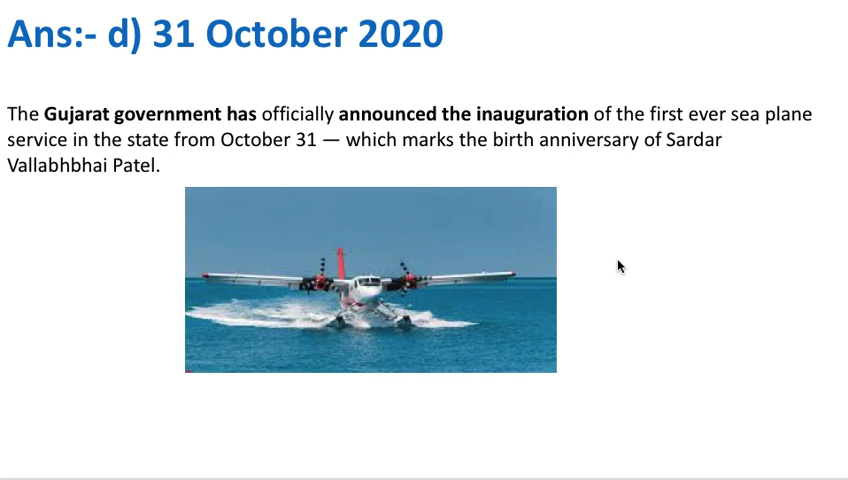 Ans:- d) 31 October 2020
The Gujarat government has officially announced the inauguration of the first ever sea plane
service in the state from October 31 — which marks the birth anniversary of Sardar
Vallabhbhai Patel.